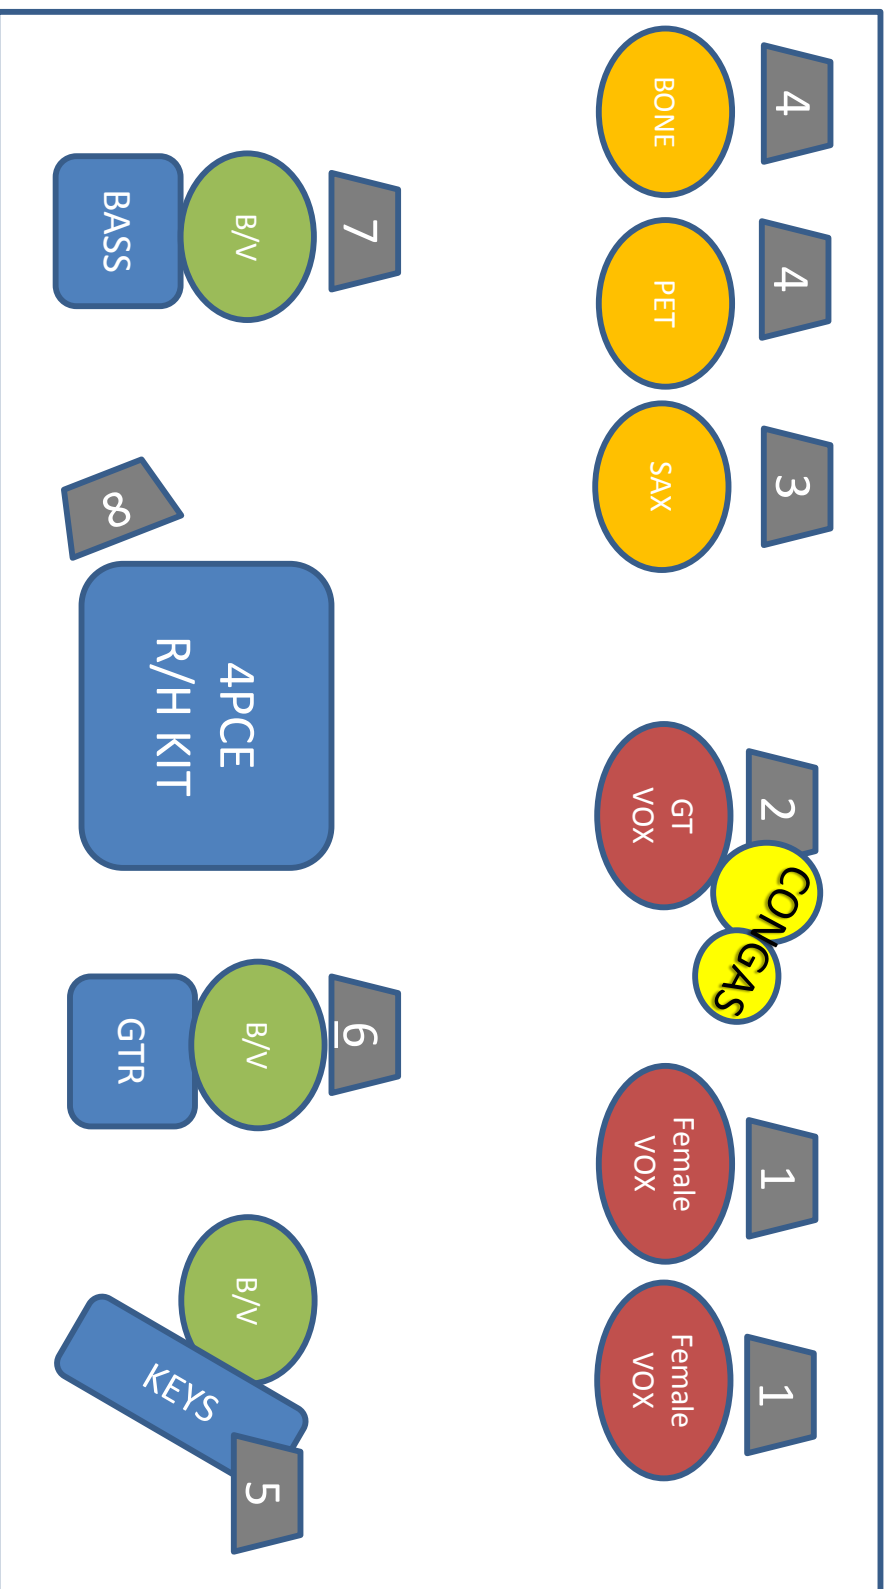 4
4
3
2
1
1
CONGAS
BONE
PET
SAX
GT
VOX
Female
VOX
Female
VOX
7
6
5
B/V
B/V
B/V
4PCE
R/H KIT
BASS
8
GTR
KEYS